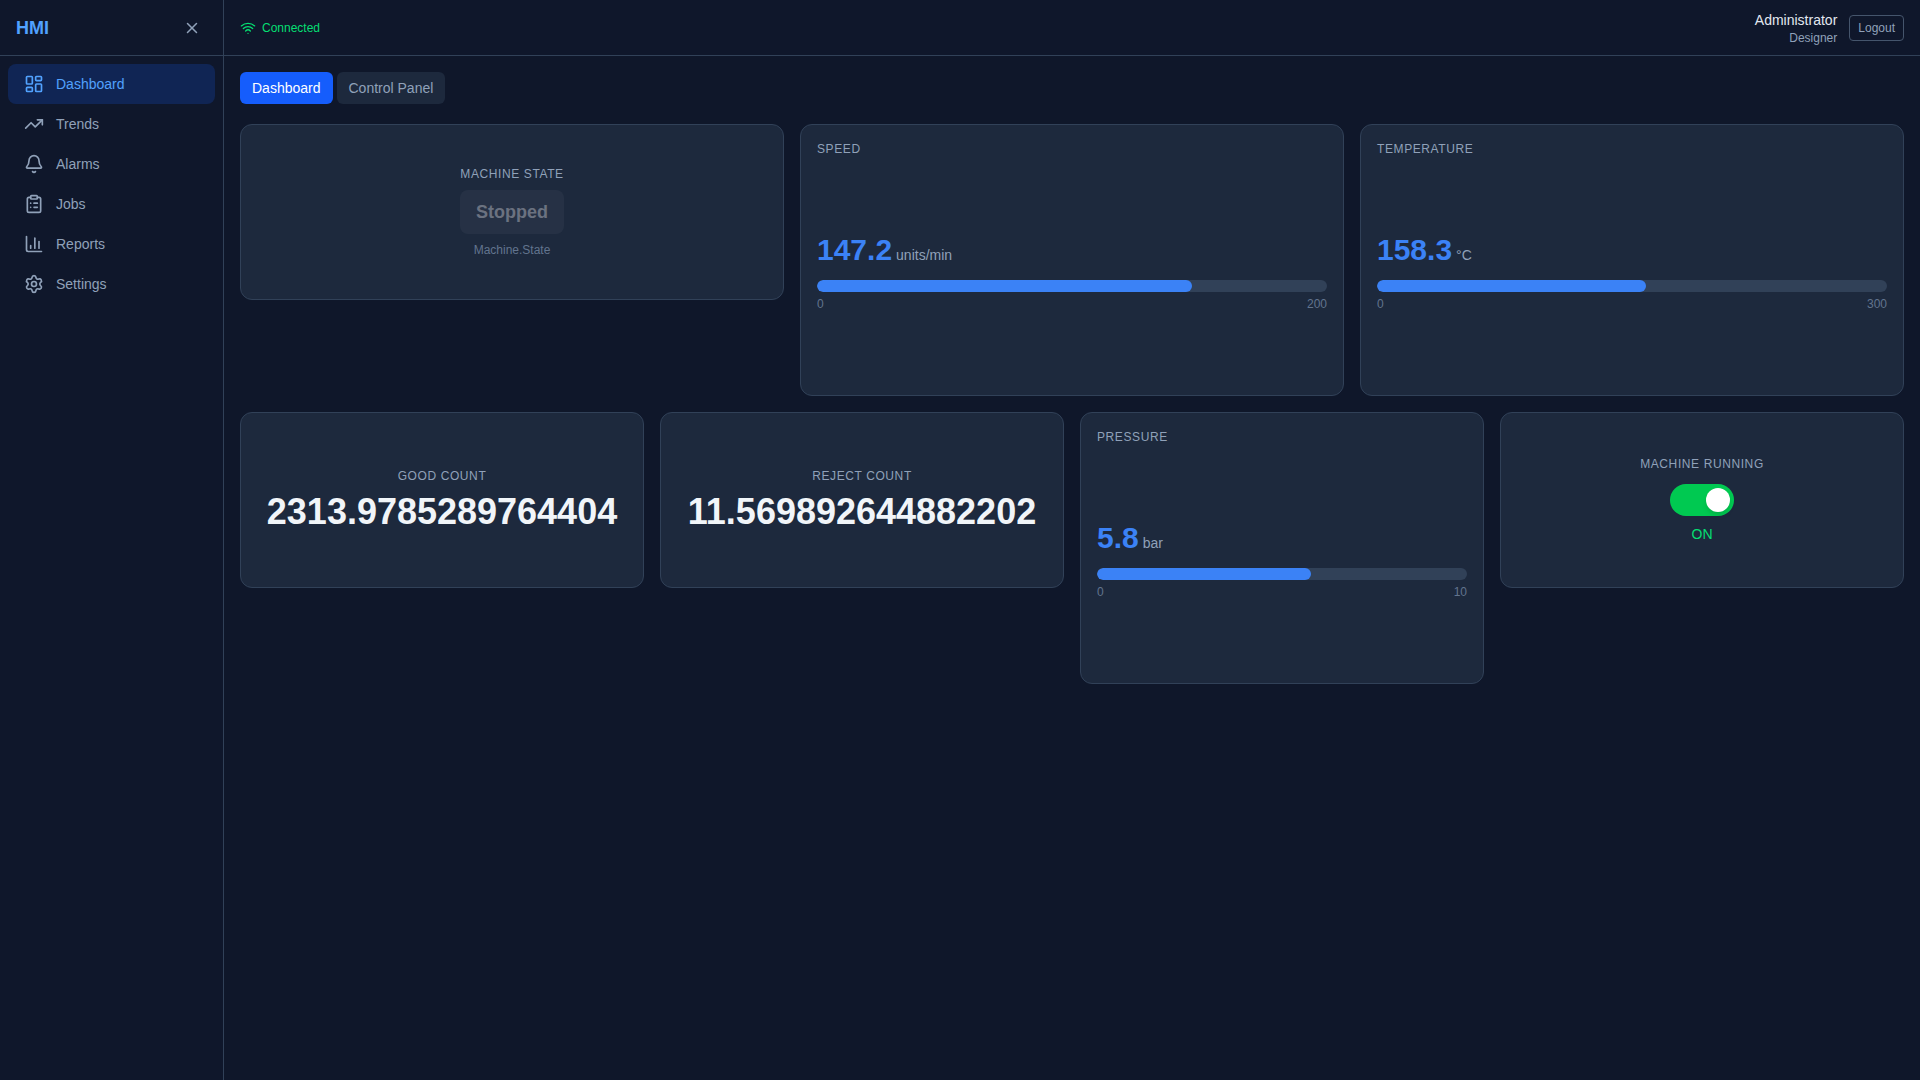 HMI
Connected
Administrator
Designer
Logout
Dashboard
Trends
Alarms
Jobs
Reports
Settings
Dashboard
Control Panel
MACHINE STATE
Stopped
Machine.State
SPEED
147.2 units/min
0 200
TEMPERATURE
158.3 °C
0 300
GOOD COUNT
2313.9785289764404
REJECT COUNT
11.569892644882202
PRESSURE
5.8 bar
0 10
MACHINE RUNNING
ON